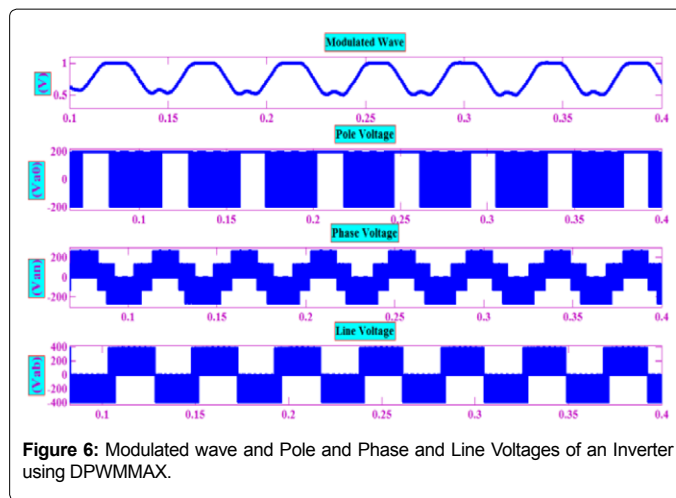 Modulated Wave
(V)
1
0.5
0.1 0.15 0.2 0.25 0.3 0.35 0.4
Pole Voltage
(Va0)
200
0
-200
0.1 0.15 0.2 0.25 0.3 0.35 0.4
Phase Voltage
(Van)
200
0
-200
0.1 0.15 0.2 0.25 0.3 0.35 0.4
Line Voltage
(Vab)
400
200
0
-200
-400
0.1 0.15 0.2 0.25 0.3 0.35 0.4
Figure 6: Modulated wave and Pole and Phase and Line Voltages of an Inverter
using DPWMMAX.